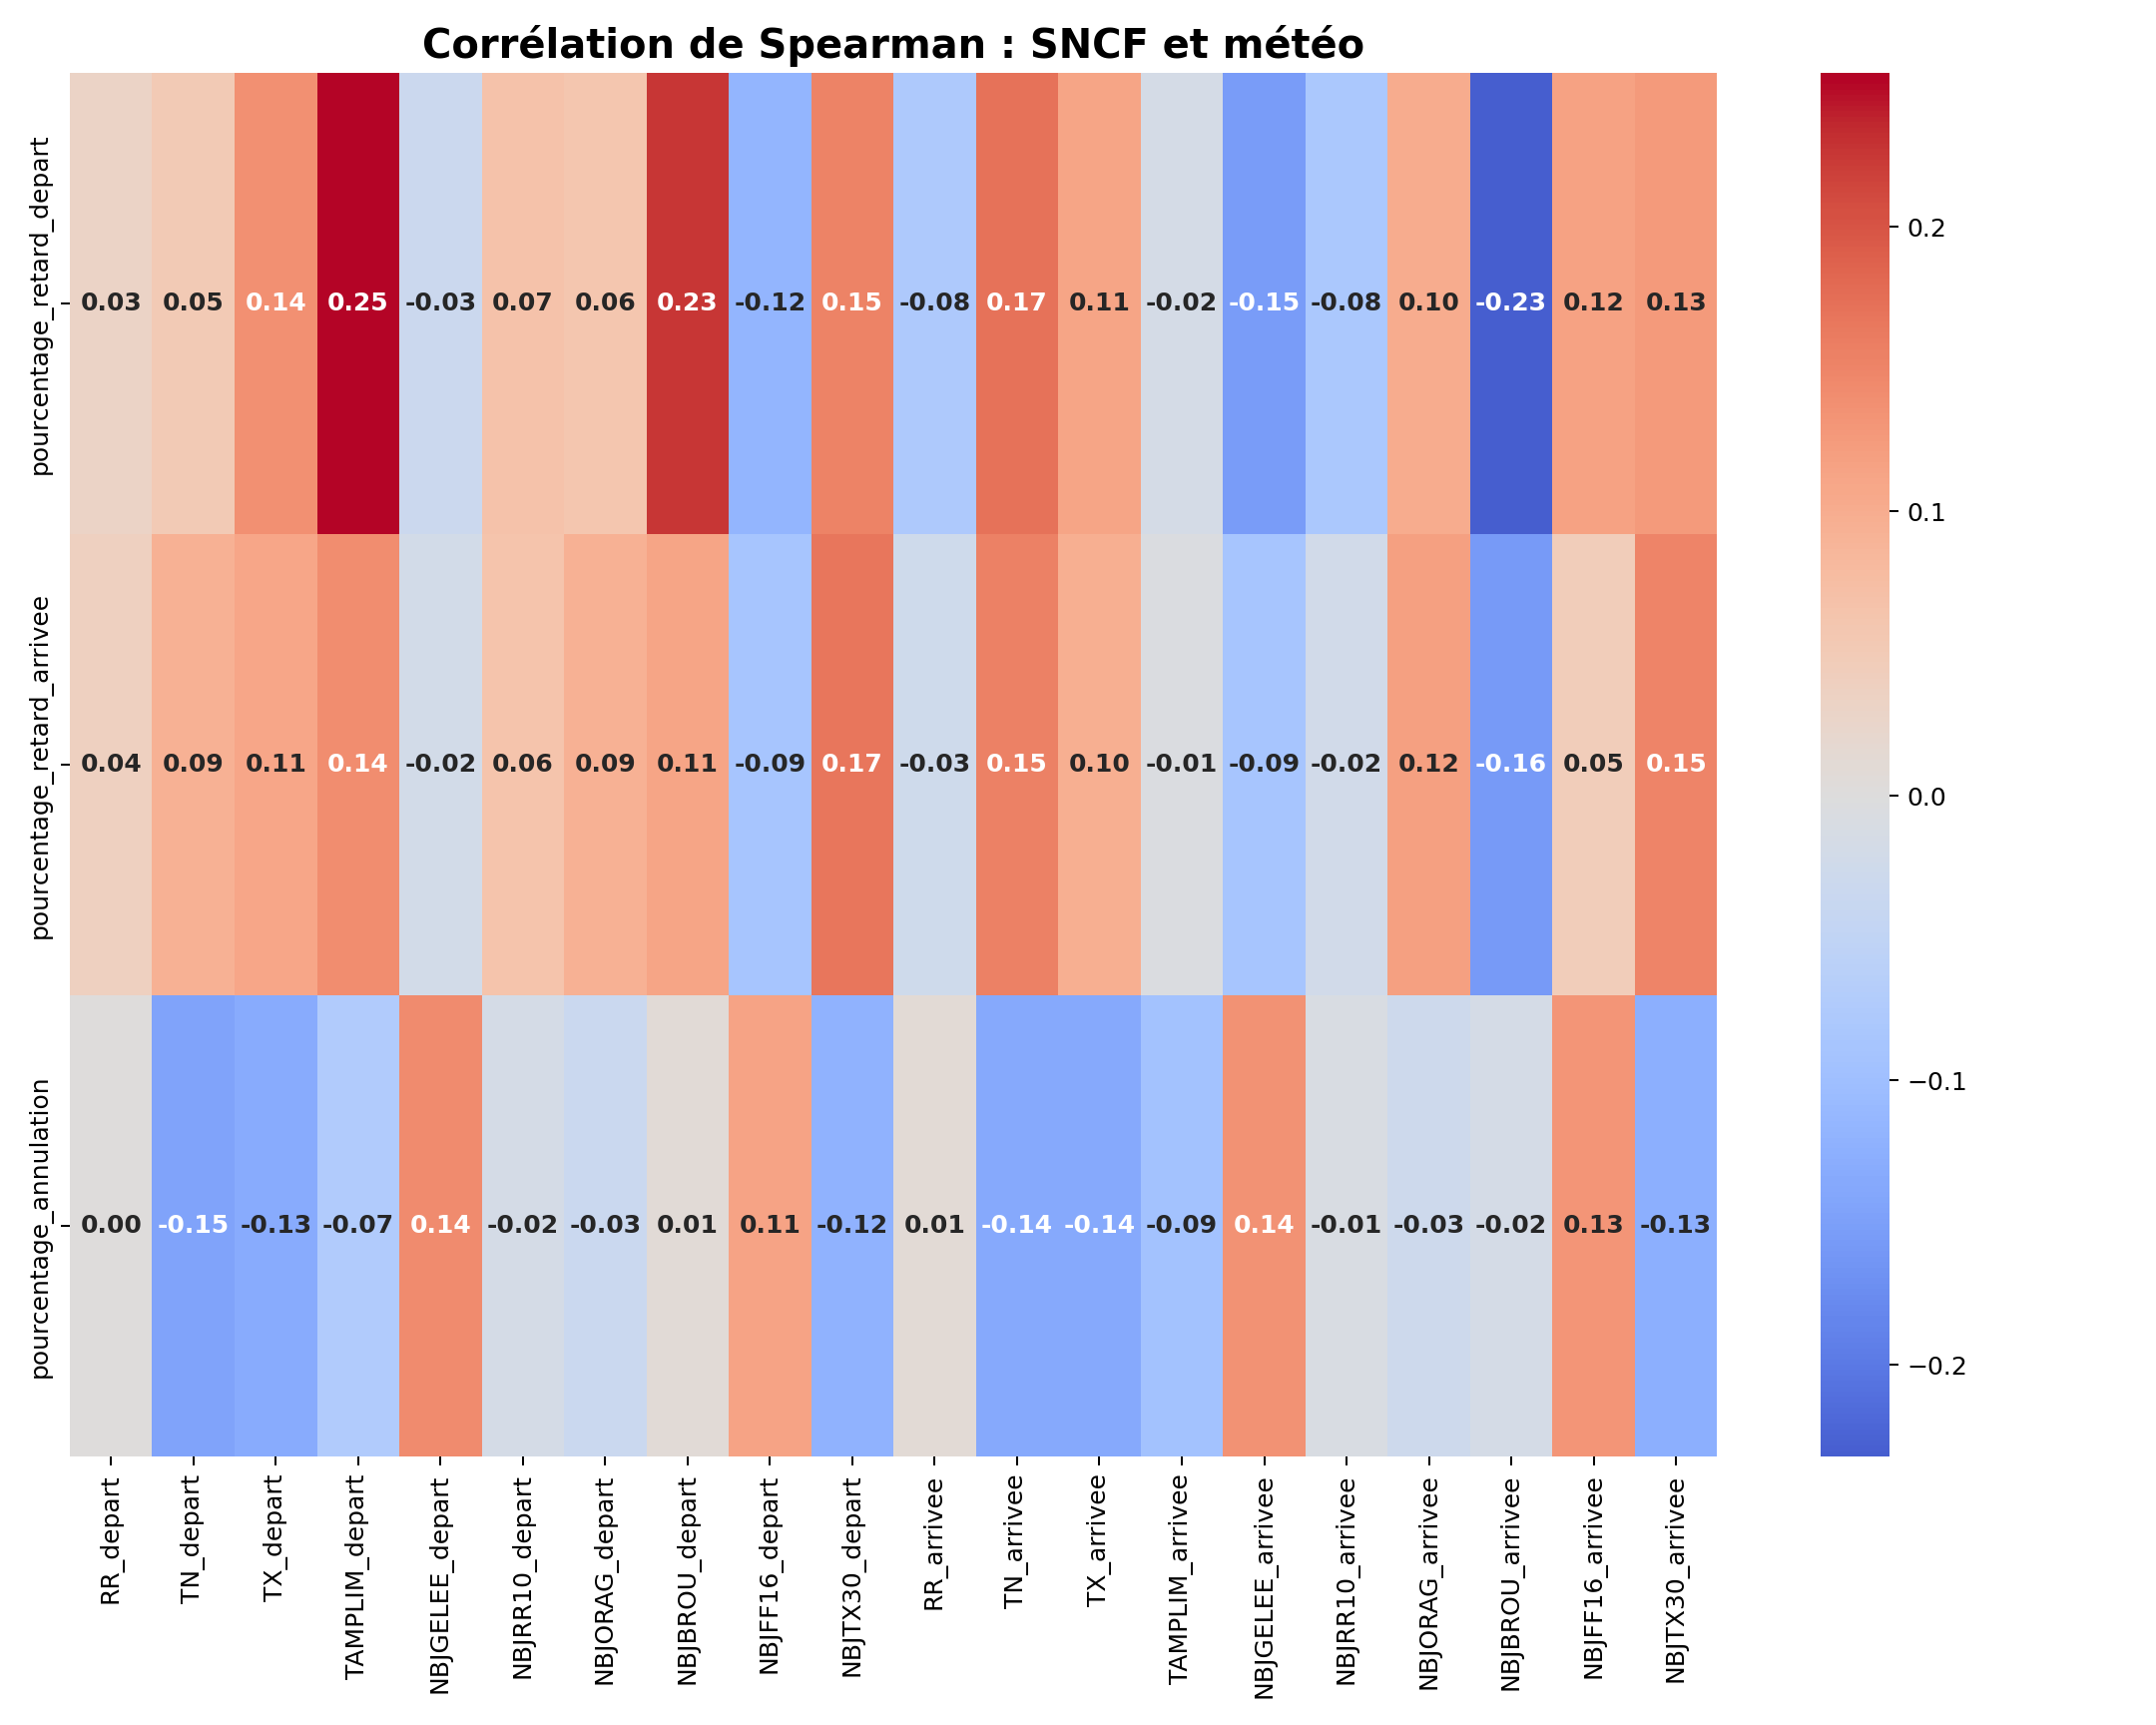 Corrélation de Spearman : SNCF et météo
pourcentage_retard_depart
0.03 0.05 0.14 0.25 -0.03 0.07 0.06 0.23 -0.12 0.15 -0.08 0.17 0.11 -0.02 -0.15 -0.08 0.10 -0.23 0.12 0.13
pourcentage_retard_arrivee
0.04 0.09 0.11 0.14 -0.02 0.06 0.09 0.11 -0.09 0.17 -0.03 0.15 0.10 -0.01 -0.09 -0.02 0.12 -0.16 0.05 0.15
pourcentage_annulation
0.00 -0.15 -0.13 -0.07 0.14 -0.02 -0.03 0.01 0.11 -0.12 0.01 -0.14 -0.14 -0.09 0.14 -0.01 -0.03 -0.02 0.13 -0.13
RR_depart
TN_depart
TX_depart
TAMPLIM_depart
NBJGELEE_depart
NBJRR10_depart
NBJORAG_depart
NBJBROU_depart
NBJFF16_depart
NBJTX30_depart
RR_arrivee
TN_arrivee
TX_arrivee
TAMPLIM_arrivee
NBJGELEE_arrivee
NBJRR10_arrivee
NBJORAG_arrivee
NBJBROU_arrivee
NBJFF16_arrivee
NBJTX30_arrivee
0.2
0.1
0.0
−0.1
−0.2